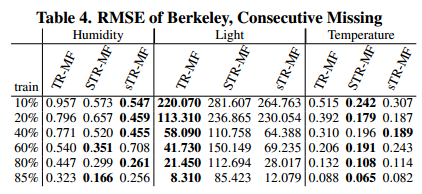 Table 4. RMSE of Berkeley, Consecutive Missing
Humidity Light Temperature
train TR-MF STR-MF sTR-MF TR-MF STR-MF sTR-MF TR-MF STR-MF sTR-MF
10% 0.957 0.573 0.547 220.070 281.607 264.763 0.515 0.242 0.307
20% 0.796 0.657 0.459 113.310 236.865 230.054 0.392 0.179 0.187
40% 0.771 0.520 0.455 58.090 110.758 64.388 0.310 0.196 0.189
60% 0.540 0.351 0.708 41.730 150.149 69.235 0.206 0.191 0.243
80% 0.447 0.299 0.261 21.450 112.694 28.017 0.132 0.108 0.114
85% 0.323 0.166 0.256 8.310 85.423 12.079 0.088 0.065 0.082